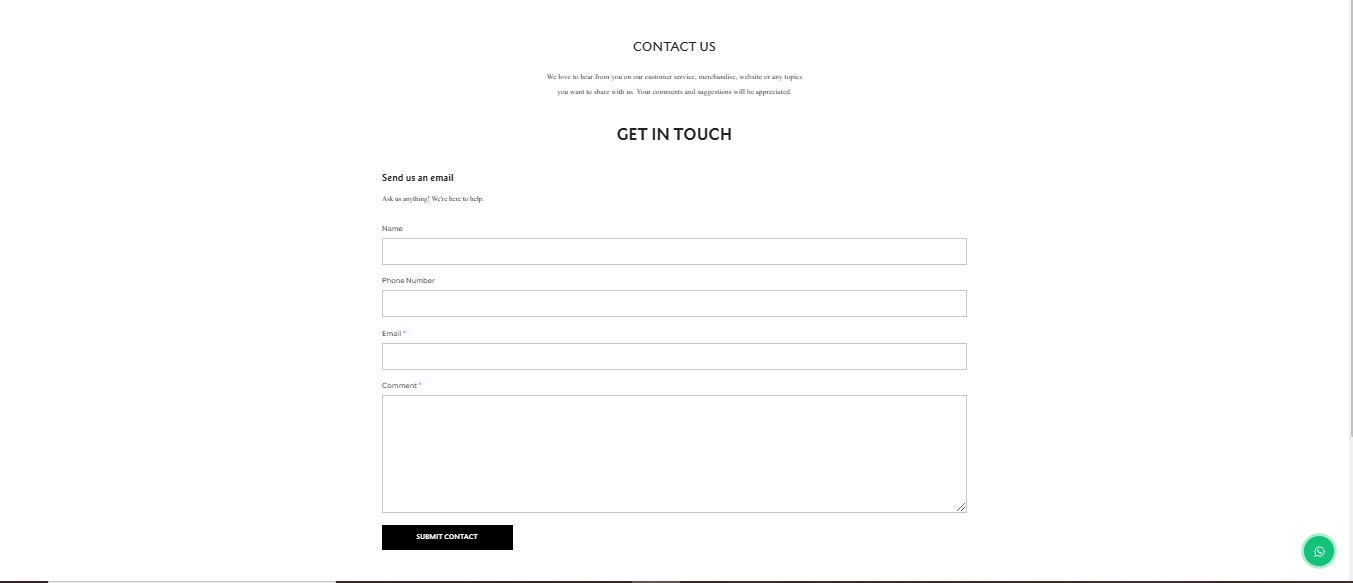 CONTACT US
We love to hear from you on our customer service, merchandise, website or any topics
you want to share with us. Your comments and suggestions will be appreciated.
GET IN TOUCH
Send us an email
Ask us anything! We're here to help.
Name
Phone Number
Email *
Comment *
SUBMIT CONTACT